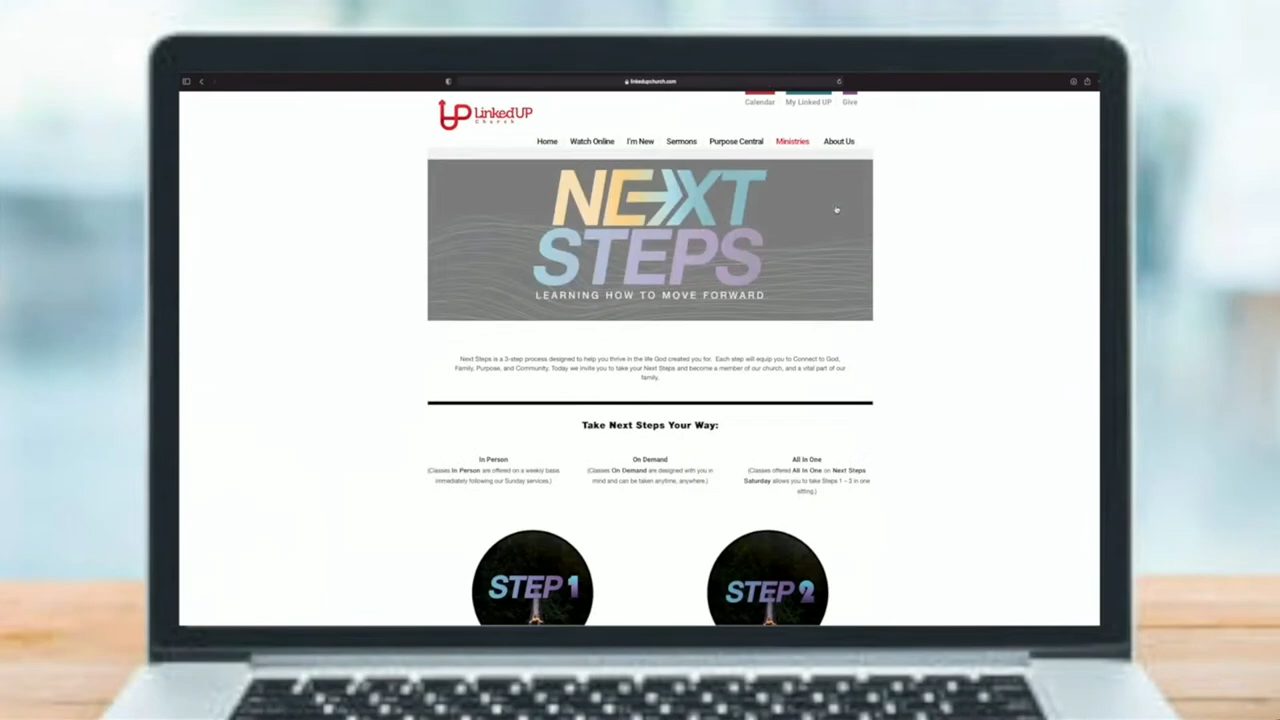 linkedupchurch.com
Calendar
My Linked UP
Give
UP LinkedUP
Church
Home
Watch Online
I'm New
Sermons
Purpose Central
Ministries
About Us
NEXT
STEPS
LEARNING HOW TO MOVE FORWARD
Next Steps is a 3-step process designed to help you thrive in the life God created you for. Each step will equip you to Connect to God,
Family, Purpose, and Community. Today we invite you to take your Next Steps and become a member of our church, and a vital part of our
family.
Take Next Steps Your Way:
In Person
(Classes In Person are offered on a weekly basis
immediately following our Sunday services.)
On Demand
(Classes On Demand are designed with you in
mind and can be taken anytime, anywhere.)
All In One
(Classes offered All In One on Next Steps
Saturday allows you to take Steps 1 - 3 in one
sitting.)
STEP 1
STEP 2